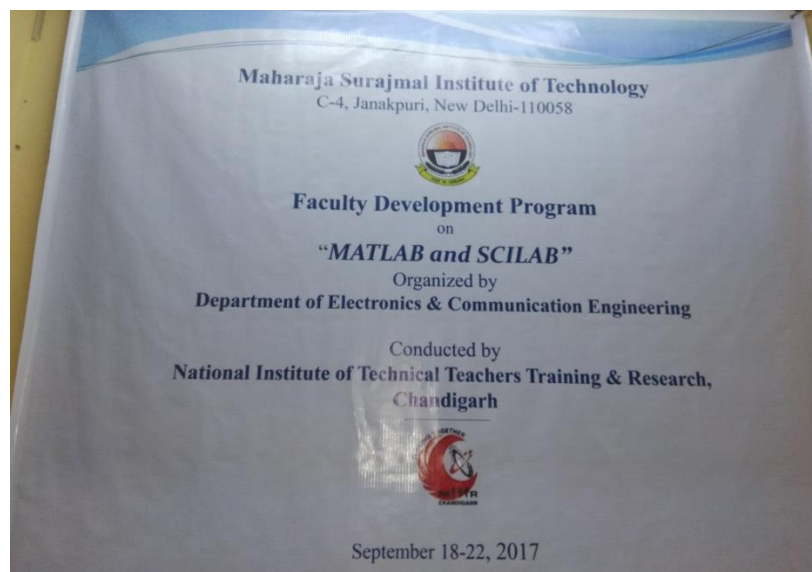 Maharaja Surajmal Institute of Technology
C-4, Janakpuri, New Delhi-110058
Faculty Development Program
on
“MATLAB and SCILAB”
Organized by
Department of Electronics & Communication Engineering
Conducted by
National Institute of Technical Teachers Training & Research,
Chandigarh
CHANDIGARH
September 18-22, 2017